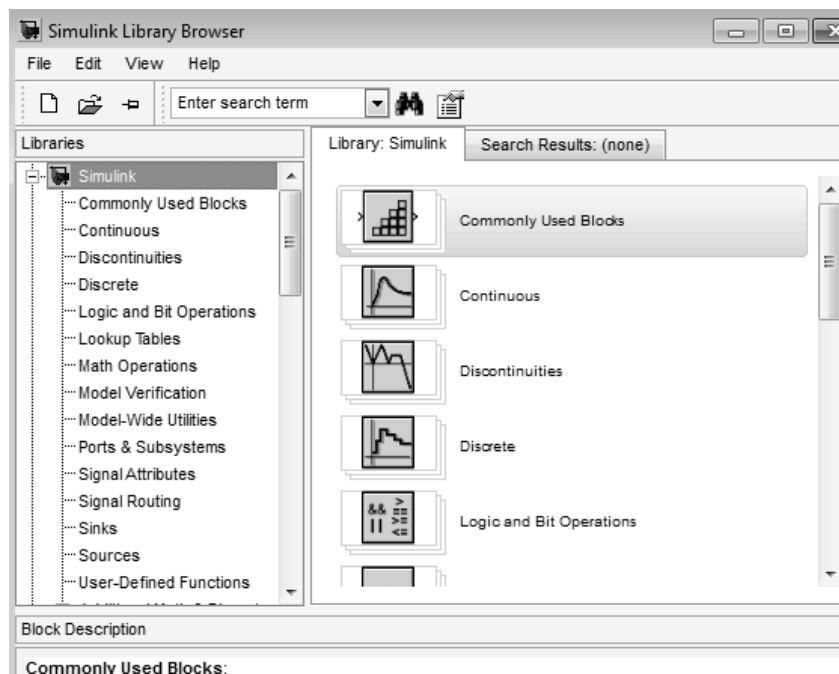 Simulink Library Browser
File Edit View Help
Enter search term
Libraries
Library: Simulink
Search Results: (none)
Simulink
Commonly Used Blocks
Continuous
Discontinuities
Discrete
Logic and Bit Operations
Lookup Tables
Math Operations
Model Verification
Model-Wide Utilities
Ports & Subsystems
Signal Attributes
Signal Routing
Sinks
Sources
User-Defined Functions
Commonly Used Blocks
Continuous
Discontinuities
Discrete
&& >
== 
|| >=
<=
Logic and Bit Operations
Block Description
Commonly Used Blocks: